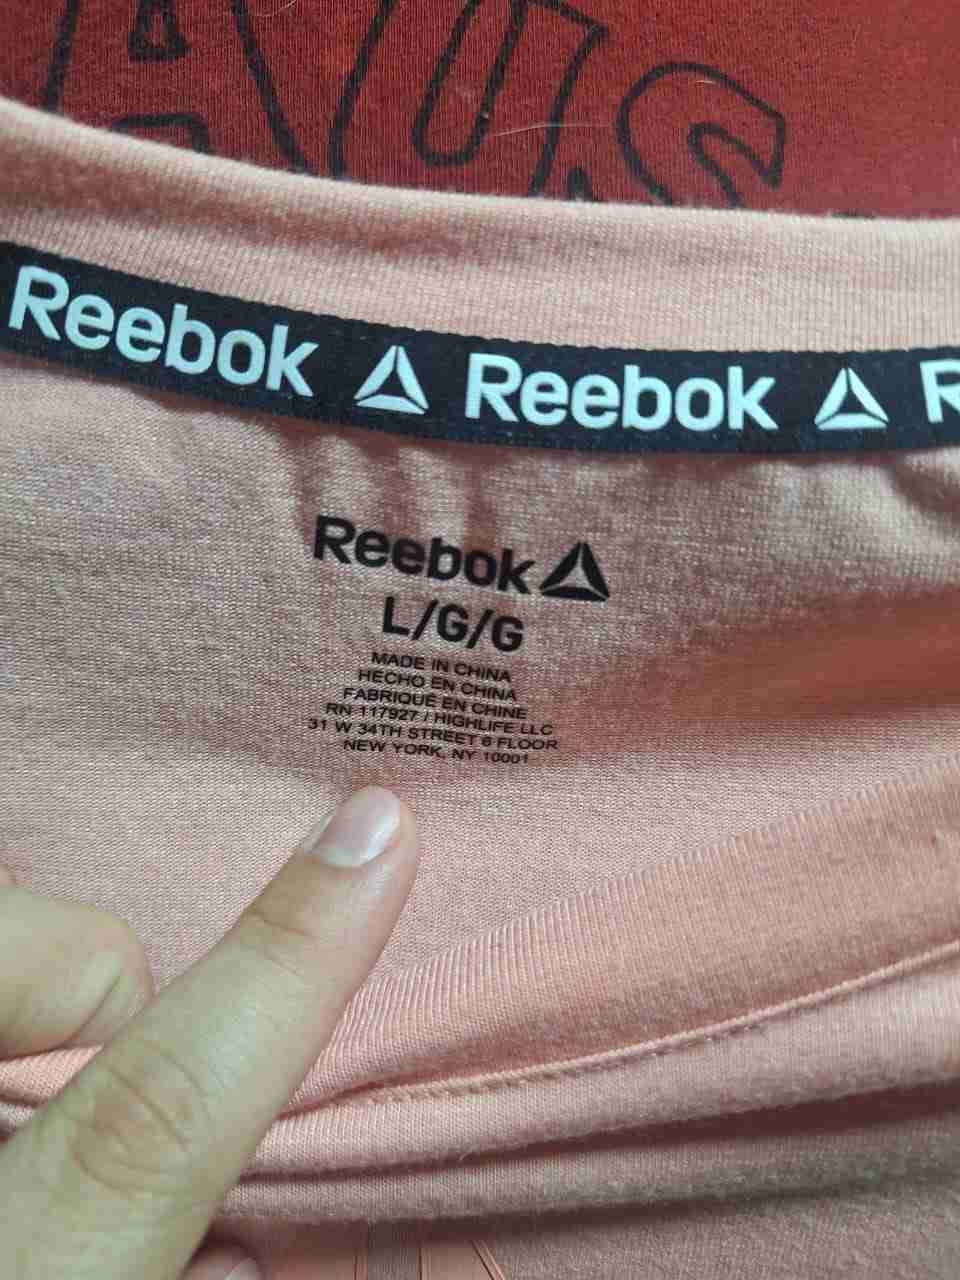 Reebok Reebok
Reebok
L/G/G
MADE IN CHINA
HECHO EN CHINA
FABRIQUÉ EN CHINE
RN 117927 / HIGHLIFE LLC
31 W 34TH STREET 6 FLOOR
NEW YORK, NY 10001